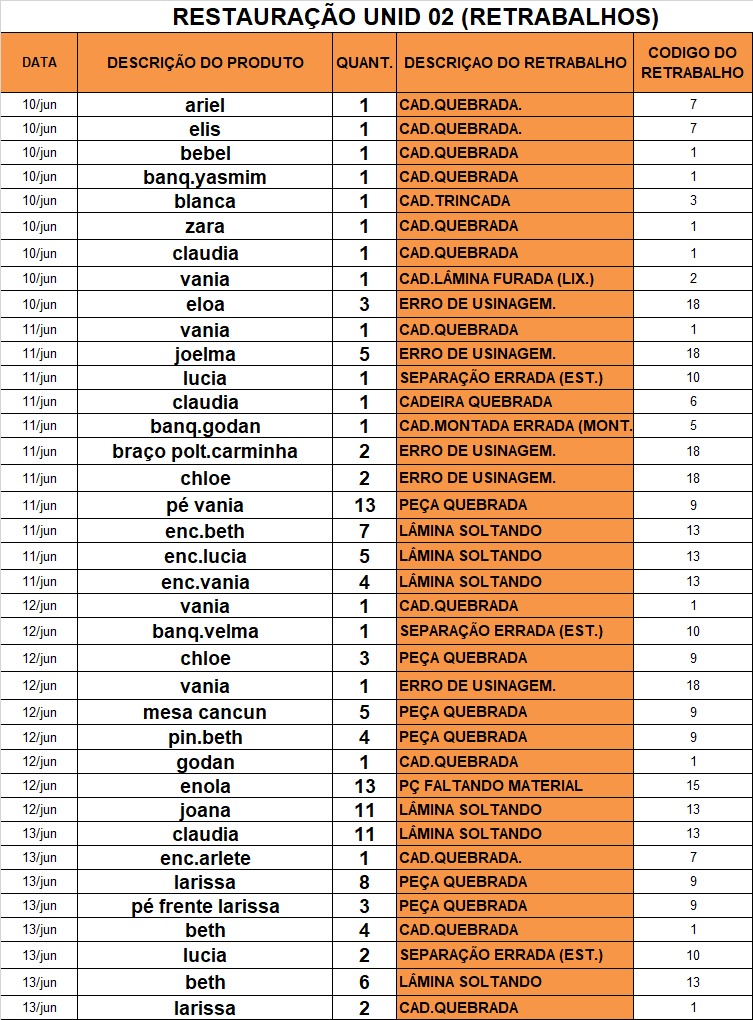 RESTAURAÇÃO UNID 02 (RETRABALHOS)
DATA DESCRIÇÃO DO PRODUTO QUANT. DESCRIÇAO DO RETRABALHO CODIGO DO RETRABALHO
10/jun ariel 1 CAD.QUEBRADA. 7
10/jun elis 1 CAD.QUEBRADA. 7
10/jun bebel 1 CAD.QUEBRADA 1
10/jun banq.yasmim 1 CAD.QUEBRADA 1
10/jun blanca 1 CAD.TRINCADA 3
10/jun zara 1 CAD.QUEBRADA 1
10/jun claudia 1 CAD.QUEBRADA 1
10/jun vania 1 CAD.LÂMINA FURADA (LIX.) 2
10/jun eloa 3 ERRO DE USINAGEM. 18
11/jun vania 1 CAD.QUEBRADA 1
11/jun joelma 5 ERRO DE USINAGEM. 18
11/jun lucia 1 SEPARAÇÃO ERRADA (EST.) 10
11/jun claudia 1 CADEIRA QUEBRADA 6
11/jun banq.godan 1 CAD.MONTADA ERRADA (MONT. 5
11/jun braço polt.carminha 2 ERRO DE USINAGEM. 18
11/jun chloe 2 ERRO DE USINAGEM. 18
11/jun pé vania 13 PEÇA QUEBRADA 9
11/jun enc.beth 7 LÂMINA SOLTANDO 13
11/jun enc.lucia 5 LÂMINA SOLTANDO 13
11/jun enc.vania 4 LÂMINA SOLTANDO 13
12/jun vania 1 CAD.QUEBRADA 1
12/jun banq.velma 1 SEPARAÇÃO ERRADA (EST.) 10
12/jun chloe 3 PEÇA QUEBRADA 9
12/jun vania 1 ERRO DE USINAGEM. 18
12/jun mesa cancun 5 PEÇA QUEBRADA 9
12/jun pin.beth 4 PEÇA QUEBRADA 9
12/jun godan 1 CAD.QUEBRADA 1
12/jun enola 13 PÇ FALTANDO MATERIAL 15
12/jun joana 11 LÂMINA SOLTANDO 13
13/jun claudia 11 LÂMINA SOLTANDO 13
13/jun enc.arlete 1 CAD.QUEBRADA. 7
13/jun larissa 8 PEÇA QUEBRADA 9
13/jun pé frente larissa 3 PEÇA QUEBRADA 9
13/jun beth 4 CAD.QUEBRADA 1
13/jun lucia 2 SEPARAÇÃO ERRADA (EST.) 10
13/jun beth 6 LÂMINA SOLTANDO 13
13/jun larissa 2 CAD.QUEBRADA 1